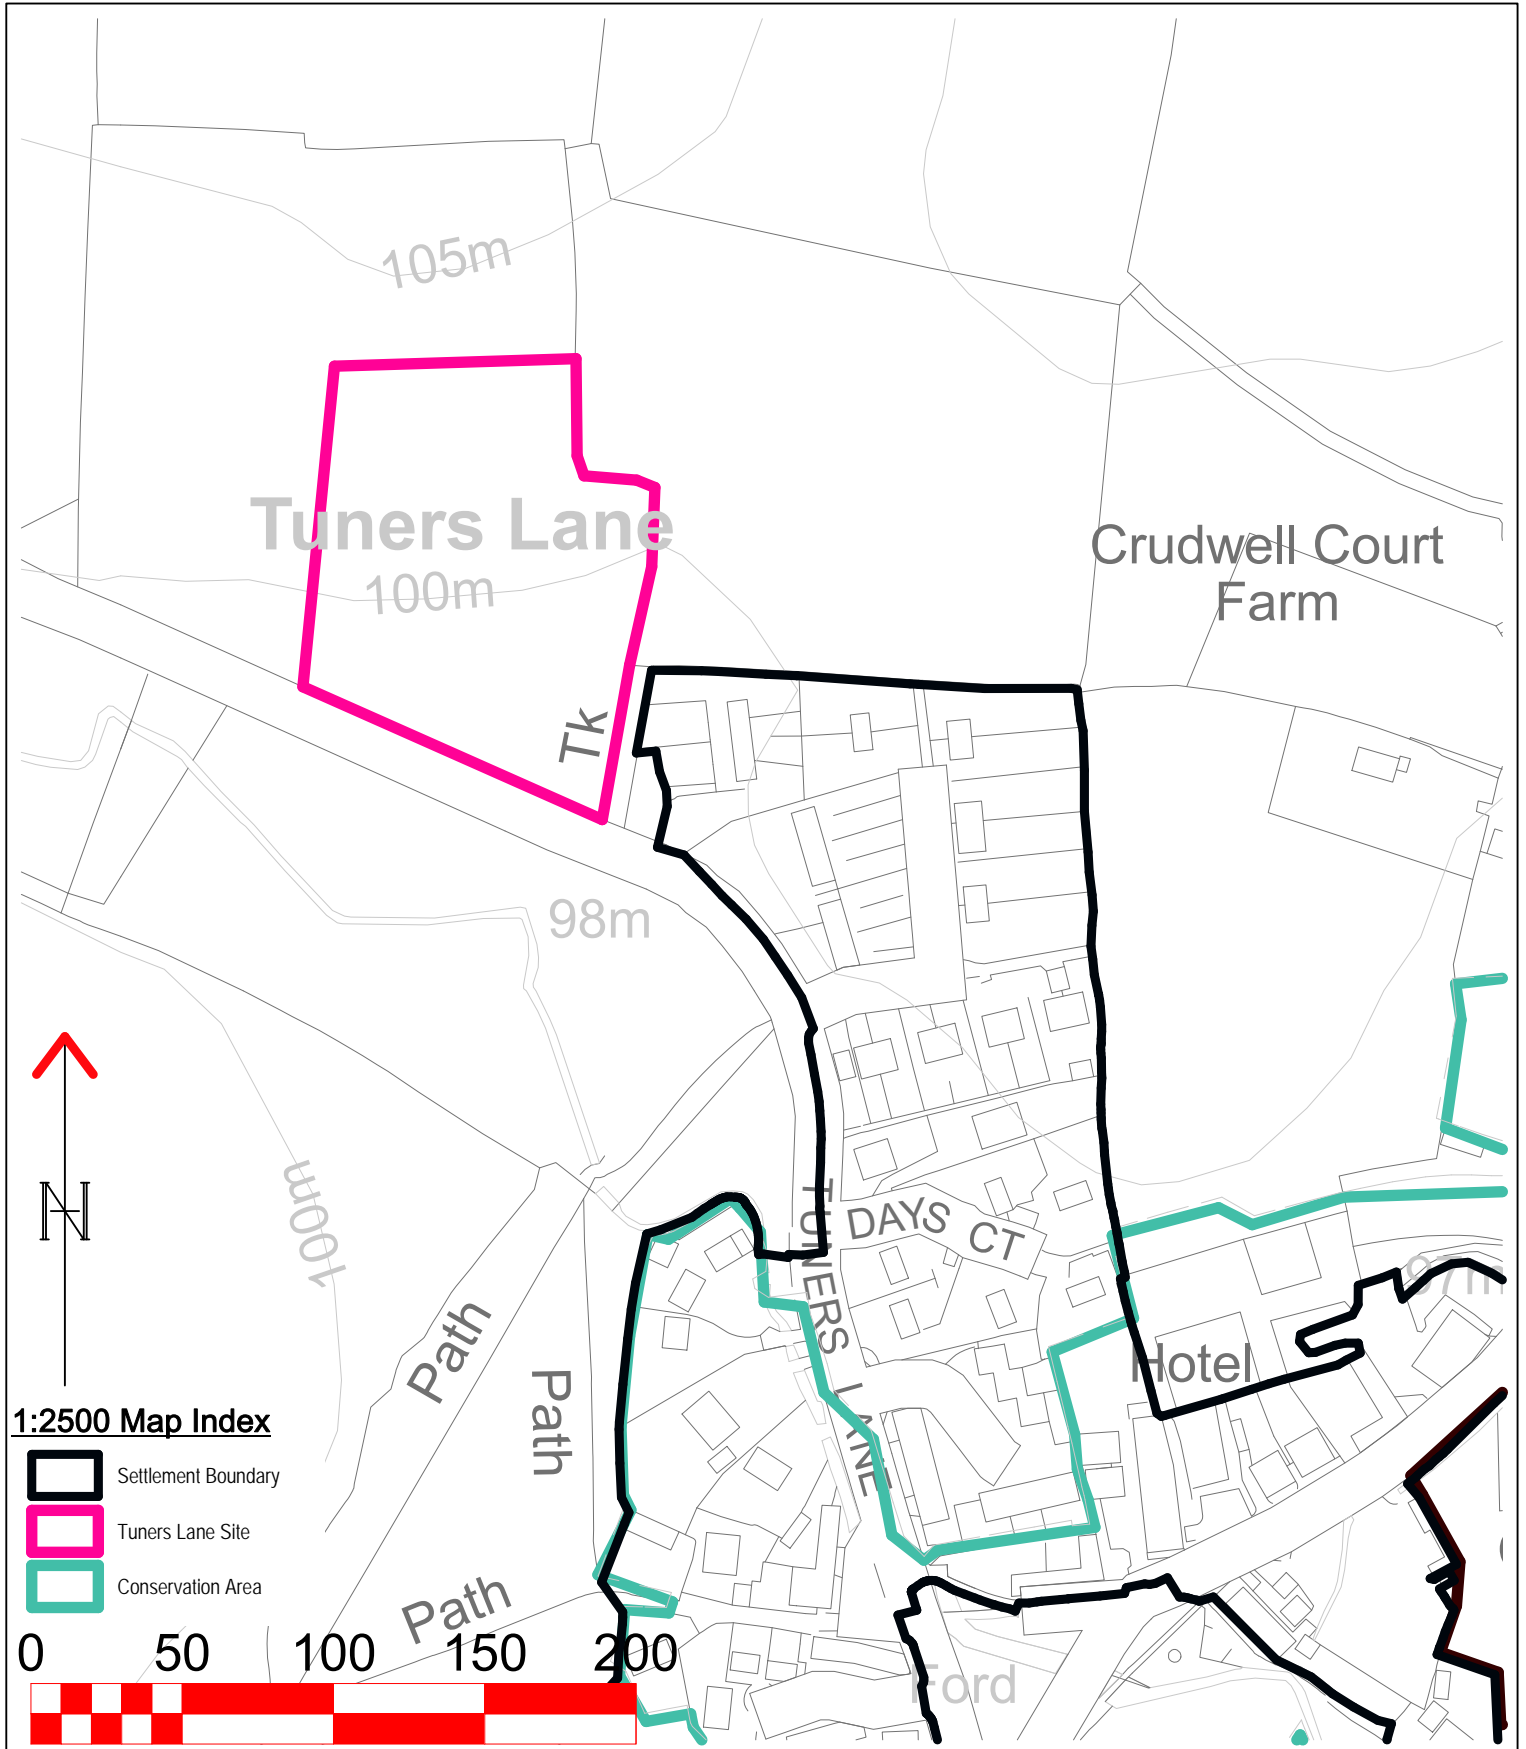 105m
Tuners Lane
100m
Crudwell Court
Farm
Tk
98m
100m
TUNERS LANE
DAYS CT
97m
Path
Path
Hotel
N
1:2500 Map Index
Settlement Boundary
Tuners Lane Site
Conservation Area
Path
Ford
0 50 100 150 200